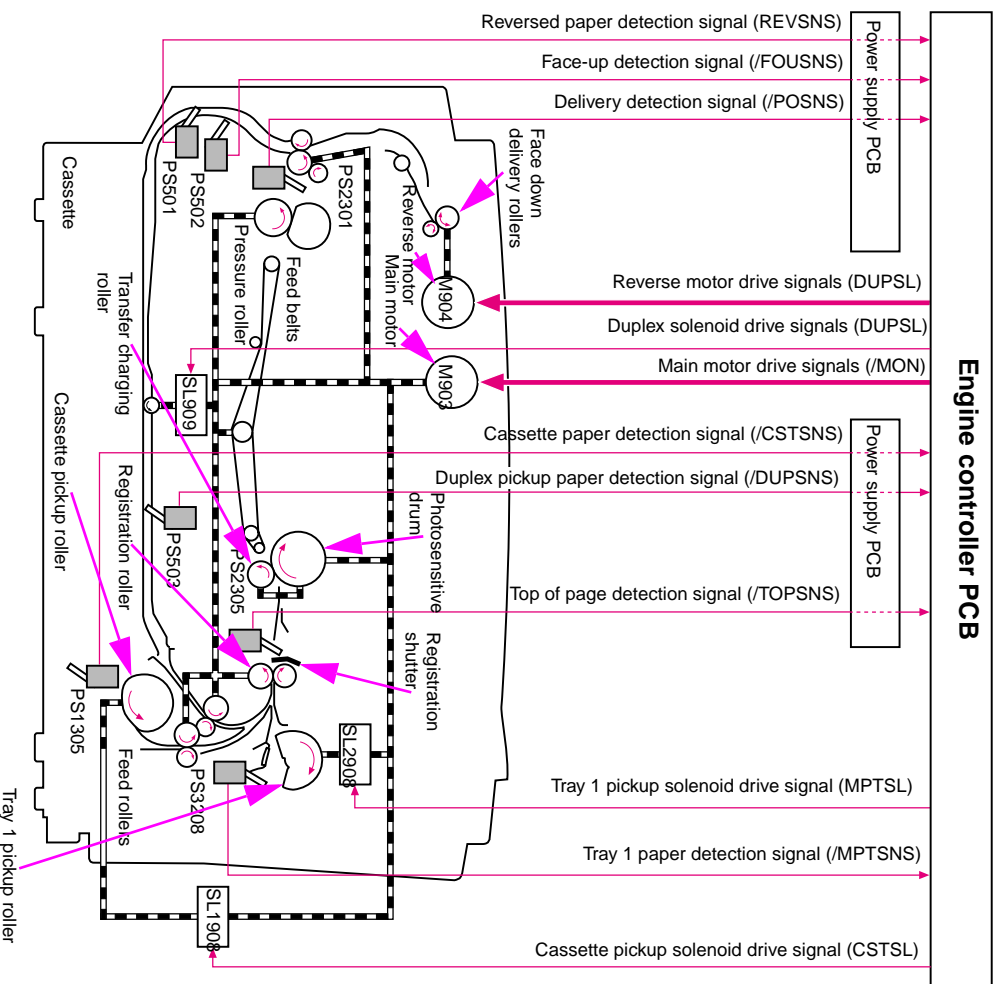 Reversed paper detection signal (REVSNS)
Face-up detection signal (/FOUSNS)
Delivery detection signal (/POSNS)
Power supply PCB
Engine controller PCB
Reverse motor drive signals (DUPSL)
Duplex solenoid drive signals (DUPSL)
Main motor drive signals (/MON)
Cassette paper detection signal (/CSTSNS)
Duplex pickup paper detection signal (/DUPSNS)
Power supply PCB
Top of page detection signal (/TOPSNS)
Tray 1 pickup solenoid drive signal (MPTSL)
Tray 1 paper detection signal (/MPTSNS)
Cassette pickup solenoid drive signal (CSTSL)
Face down
delivery rollers
Reverse motor
M904
Main motor
M903
PS2301
PS502
PS501
Cassette
Pressure roller
Feed belts
Transfer charging
roller
SL909
Cassette pickup roller
Registration roller
PS503
PS2305
Photosensitive
drum
Registration
shutter
PS1305
Feed rollers
PS3208
SL2908
SL1908
Tray 1 pickup roller